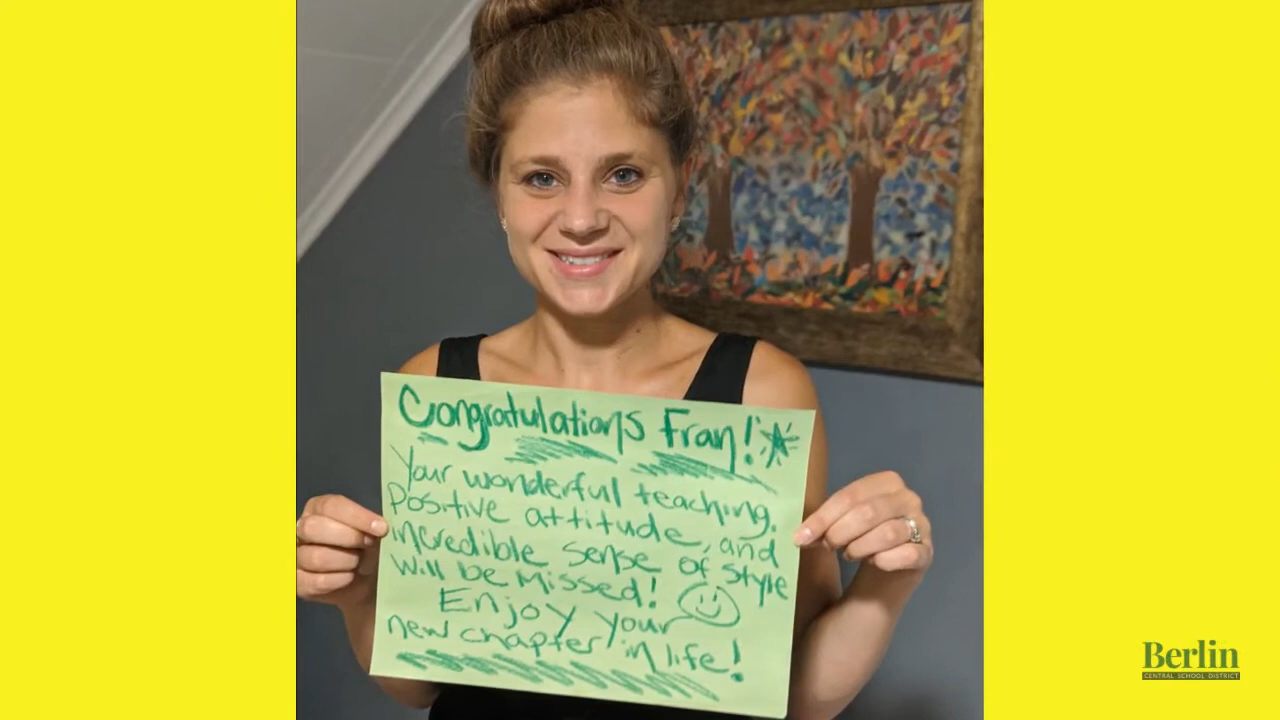 Congratulations Fran!
Your wonderful teaching,
Positive attitude, and
incredible sense of style
Will be Missed!
Enjoy your
new chapter in life!
Berlin
CENTRAL SCHOOL DISTRICT